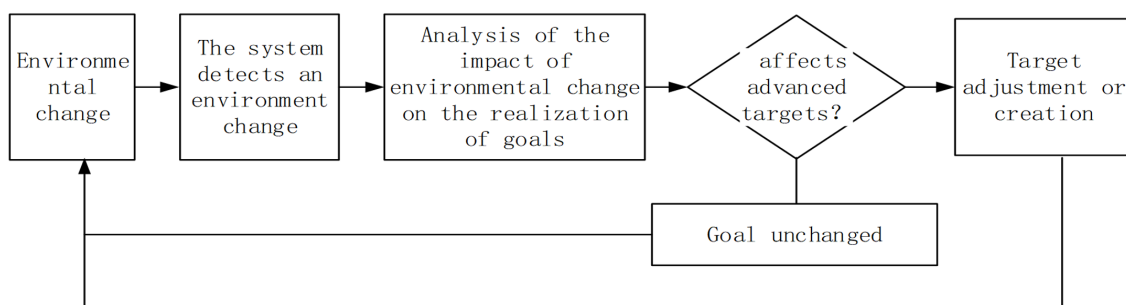 Environme
ntal
change
The system
detects an
environment
change
Analysis of the
impact of
environmental change
on the realization
of goals
affects
advanced
targets?
Target
adjustment or
creation
Goal unchanged